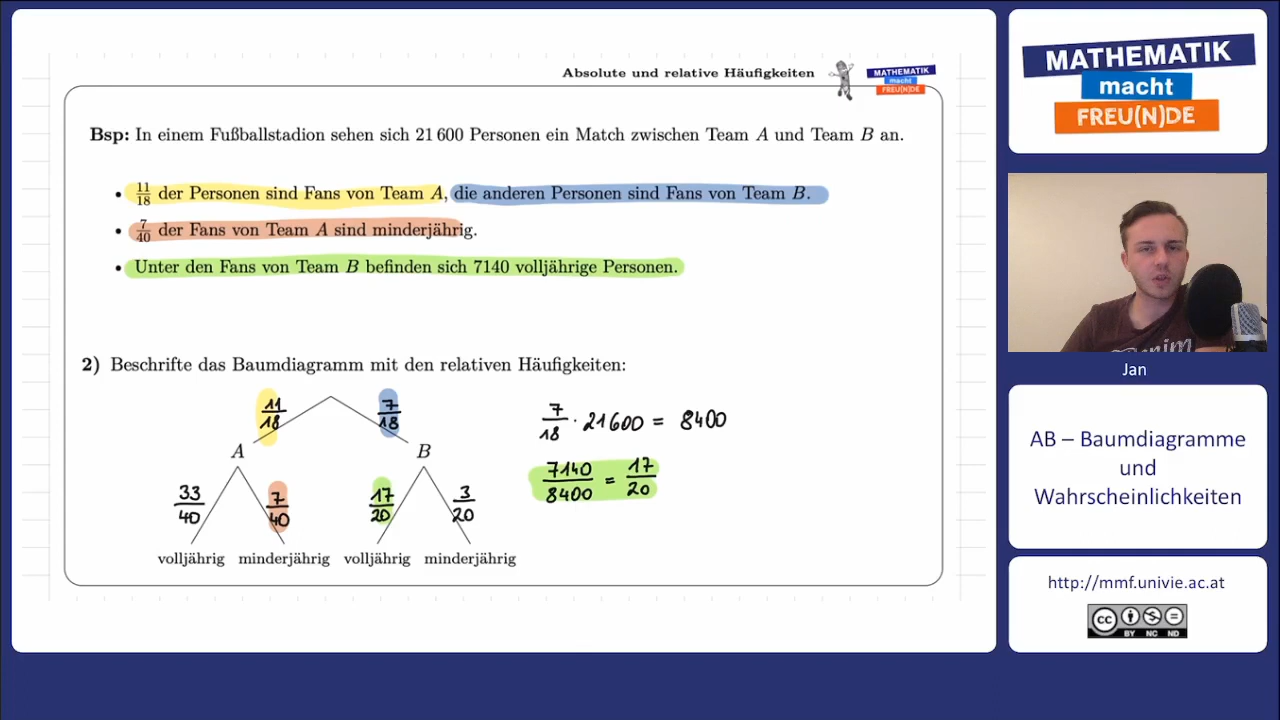 Absolute und relative Häufigkeiten
MATHEMATIK
macht
FREU(N)DE
Bsp: In einem Fußballstadion sehen sich 21 600 Personen ein Match zwischen Team A und Team B an.
• 11/18 der Personen sind Fans von Team A, die anderen Personen sind Fans von Team B.
• 7/40 der Fans von Team A sind minderjährig.
• Unter den Fans von Team B befinden sich 7140 volljährige Personen.
2) Beschrifte das Baumdiagramm mit den relativen Häufigkeiten:
11/18 7/18
A B
33/40 7/40 17/20 3/20
volljährig minderjährig volljährig minderjährig
7/18 · 21600 = 8400
7140/8400 = 17/20
MATHEMATIK
macht
FREU(N)DE
Jan
AB – Baumdiagramme
und
Wahrscheinlichkeiten
http://mmf.univie.ac.at
CC
BY NC ND